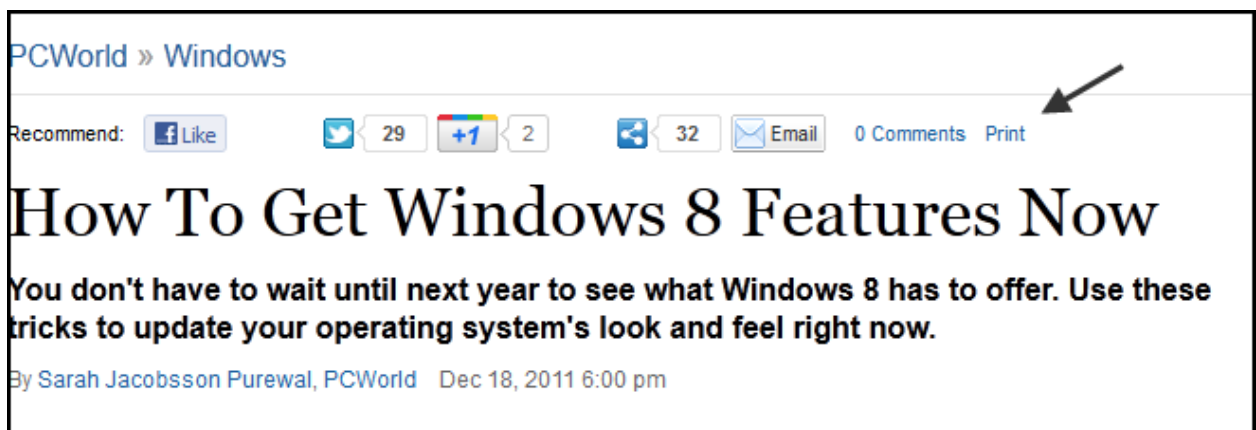 PCWorld » Windows
Recommend: Like 29 +1 2 32 Email 0 Comments Print
How To Get Windows 8 Features Now
You don't have to wait until next year to see what Windows 8 has to offer. Use these
tricks to update your operating system's look and feel right now.
By Sarah Jacobsson Purewal, PCWorld Dec 18, 2011 6:00 pm